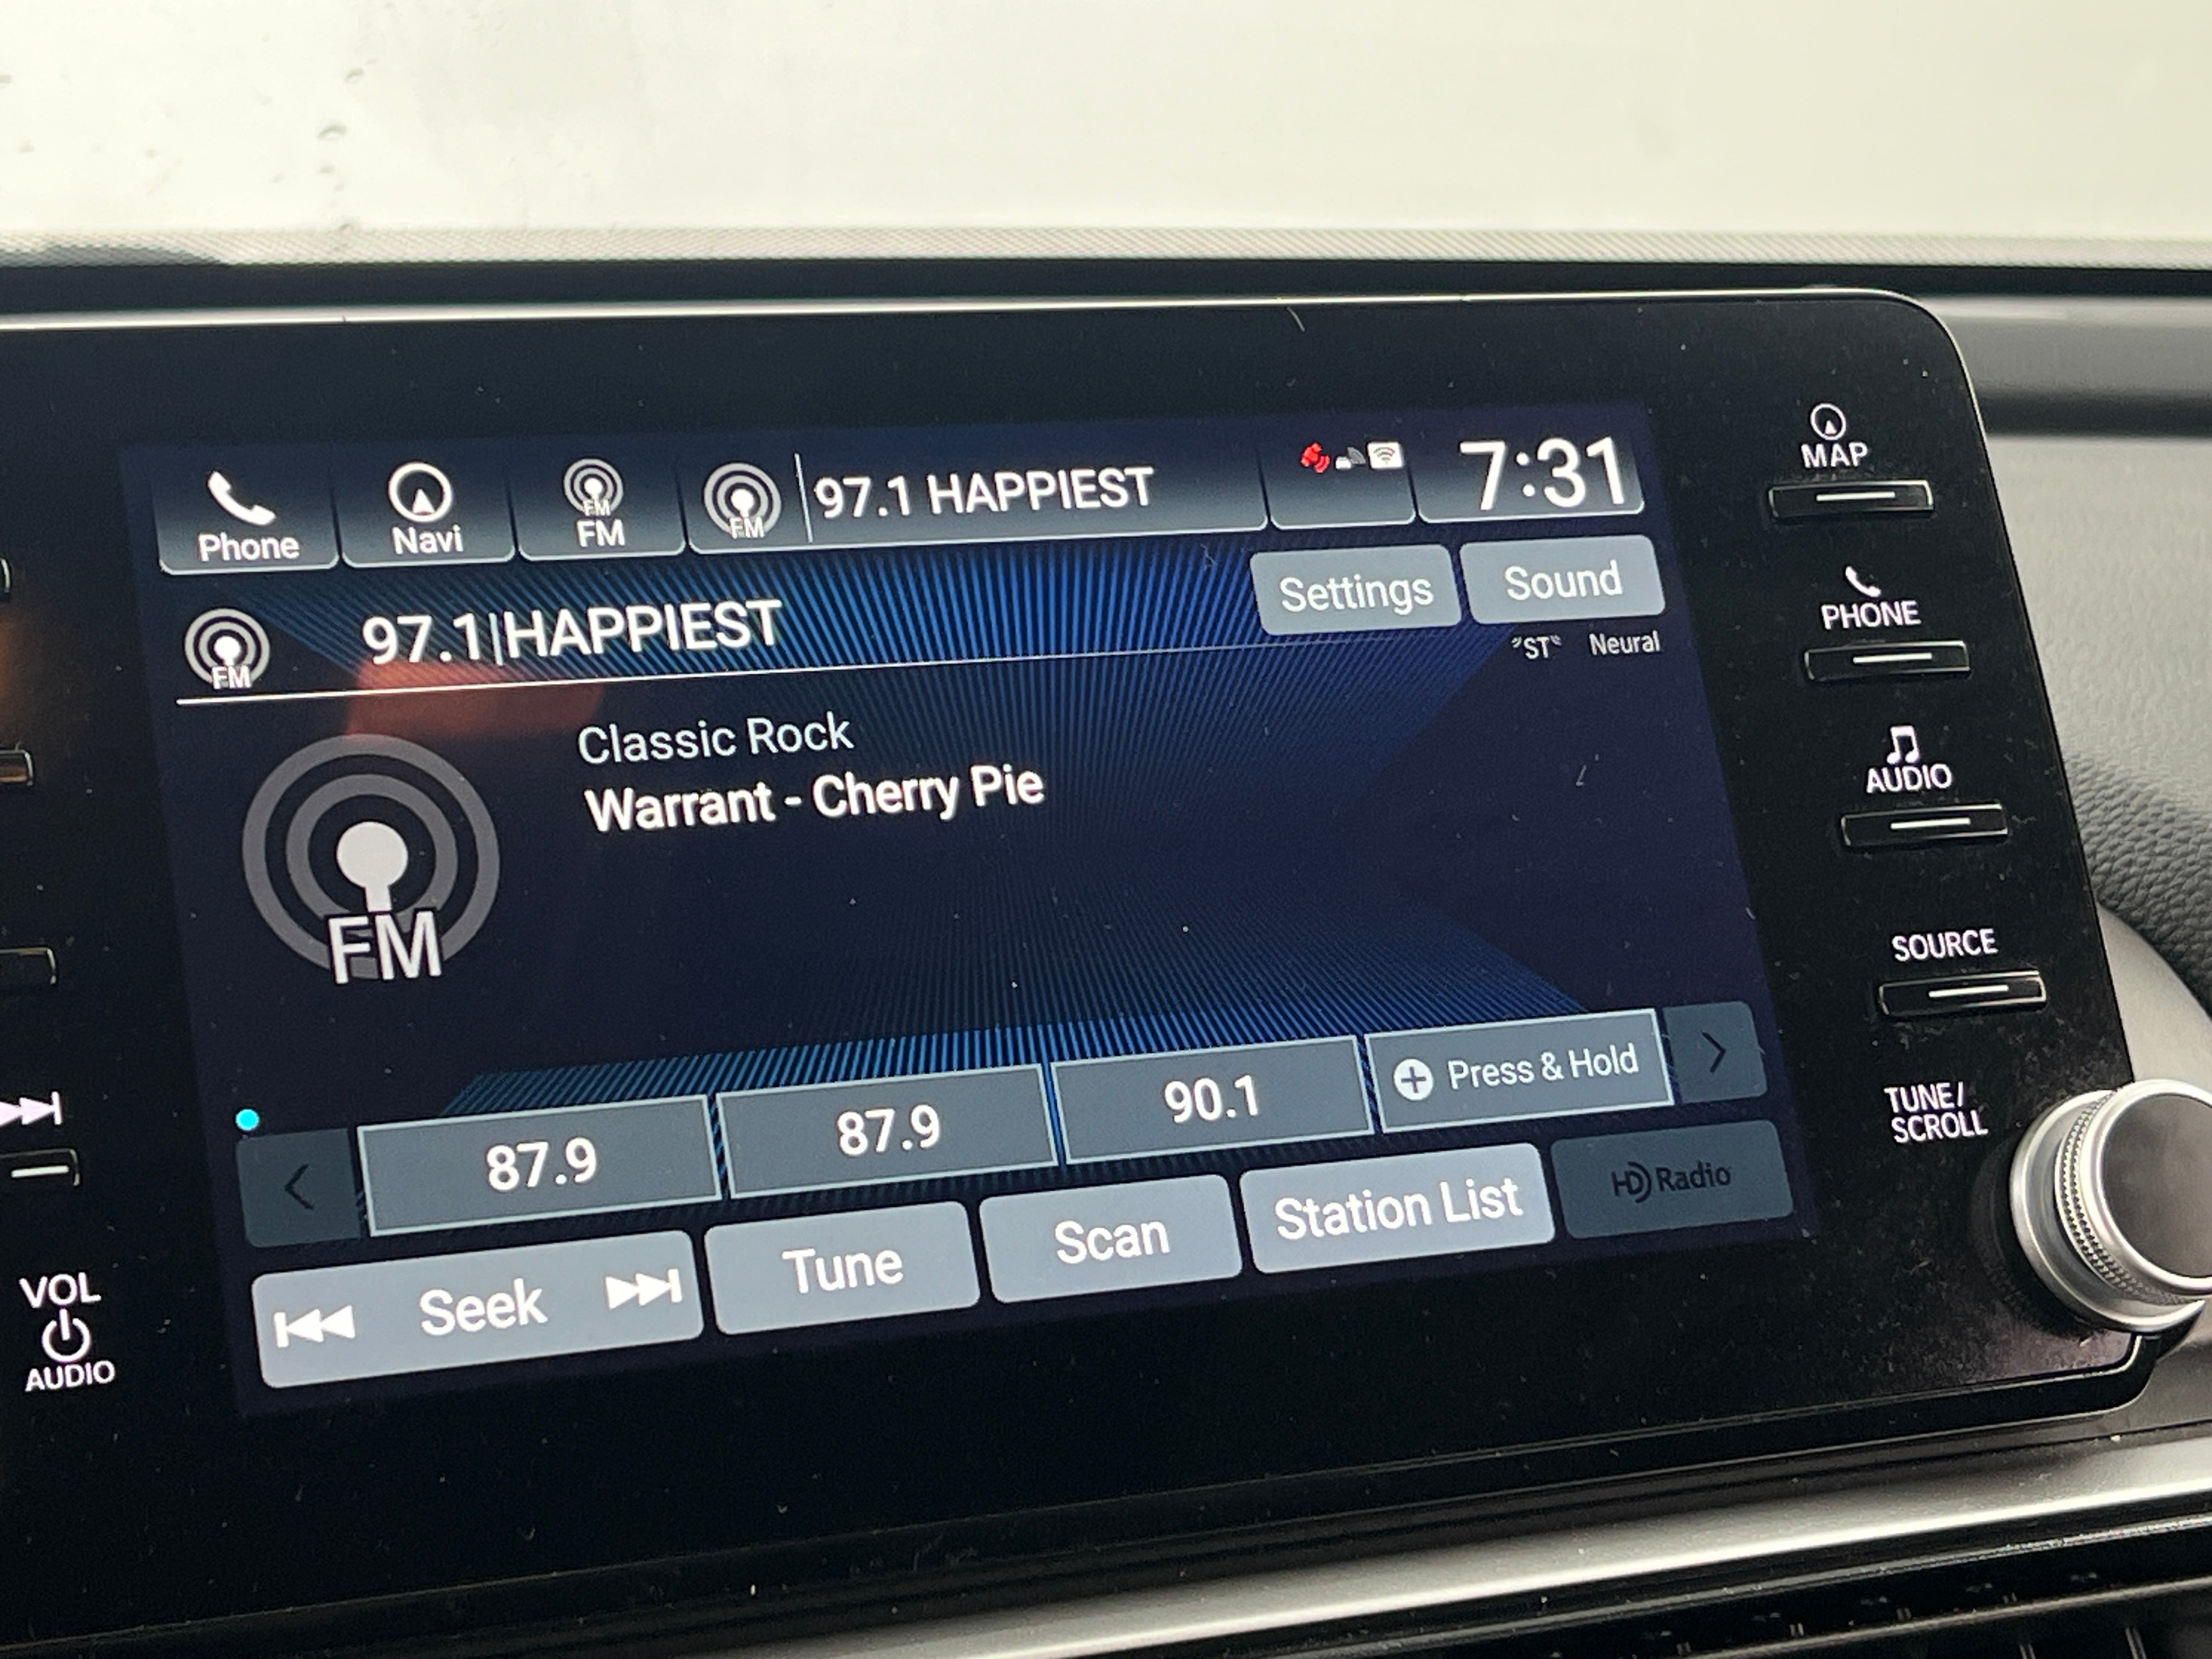 Phone
Navi
FM
FM
FM
97.1 HAPPIEST
7:31
MAP
FM
97.1|HAPPIEST
Settings
Sound
"ST"
Neural
PHONE
Classic Rock
Warrant - Cherry Pie
FM
AUDIO
SOURCE
87.9
87.9
90.1
Press & Hold
TUNE/
SCROLL
Seek
Tune
Scan
Station List
HD Radio
VOL
AUDIO